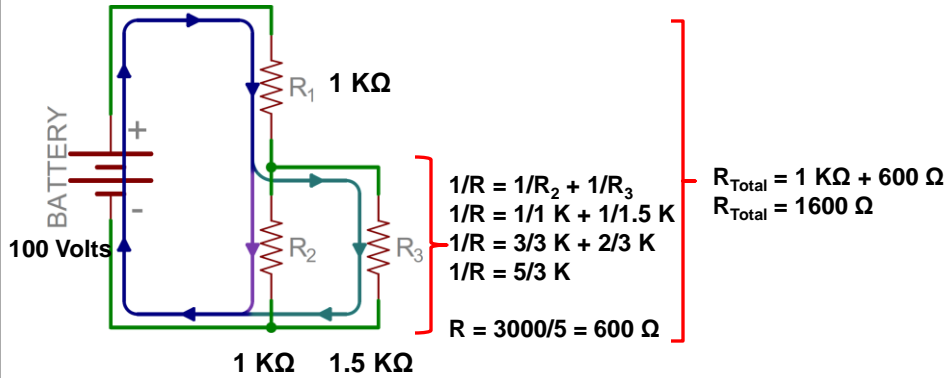 R₁ 1 KΩ
BATTERY
+
-
100 Volts
R₂
R₃
1 KΩ 1.5 KΩ
1/R = 1/R₂ + 1/R₃
1/R = 1/1 K + 1/1.5 K
1/R = 3/3 K + 2/3 K
1/R = 5/3 K
R = 3000/5 = 600 Ω
R_Total = 1 KΩ + 600 Ω
R_Total = 1600 Ω